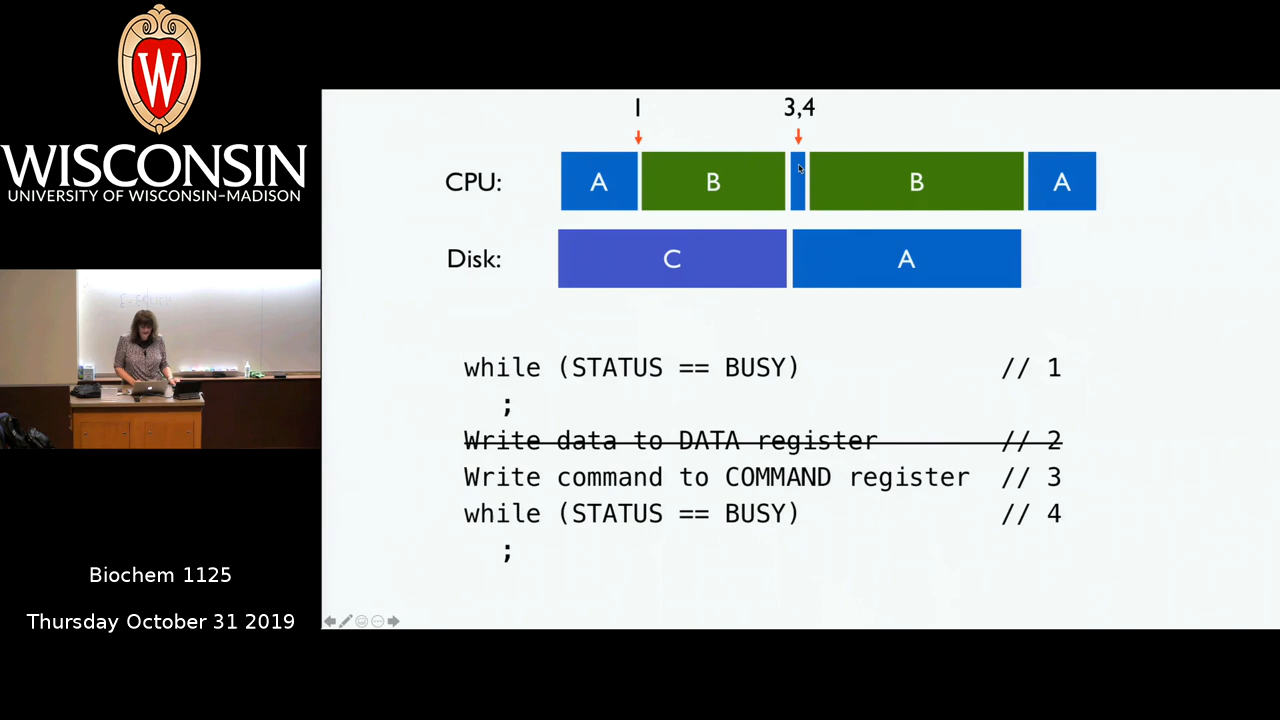 W
WISCONSIN
UNIVERSITY OF WISCONSIN–MADISON
Biochem 1125
Thursday October 31 2019
1 3,4
CPU: A B B A
Disk: C A
while (STATUS == BUSY) // 1
;
Write data to DATA register // 2
Write command to COMMAND register // 3
while (STATUS == BUSY) // 4
;